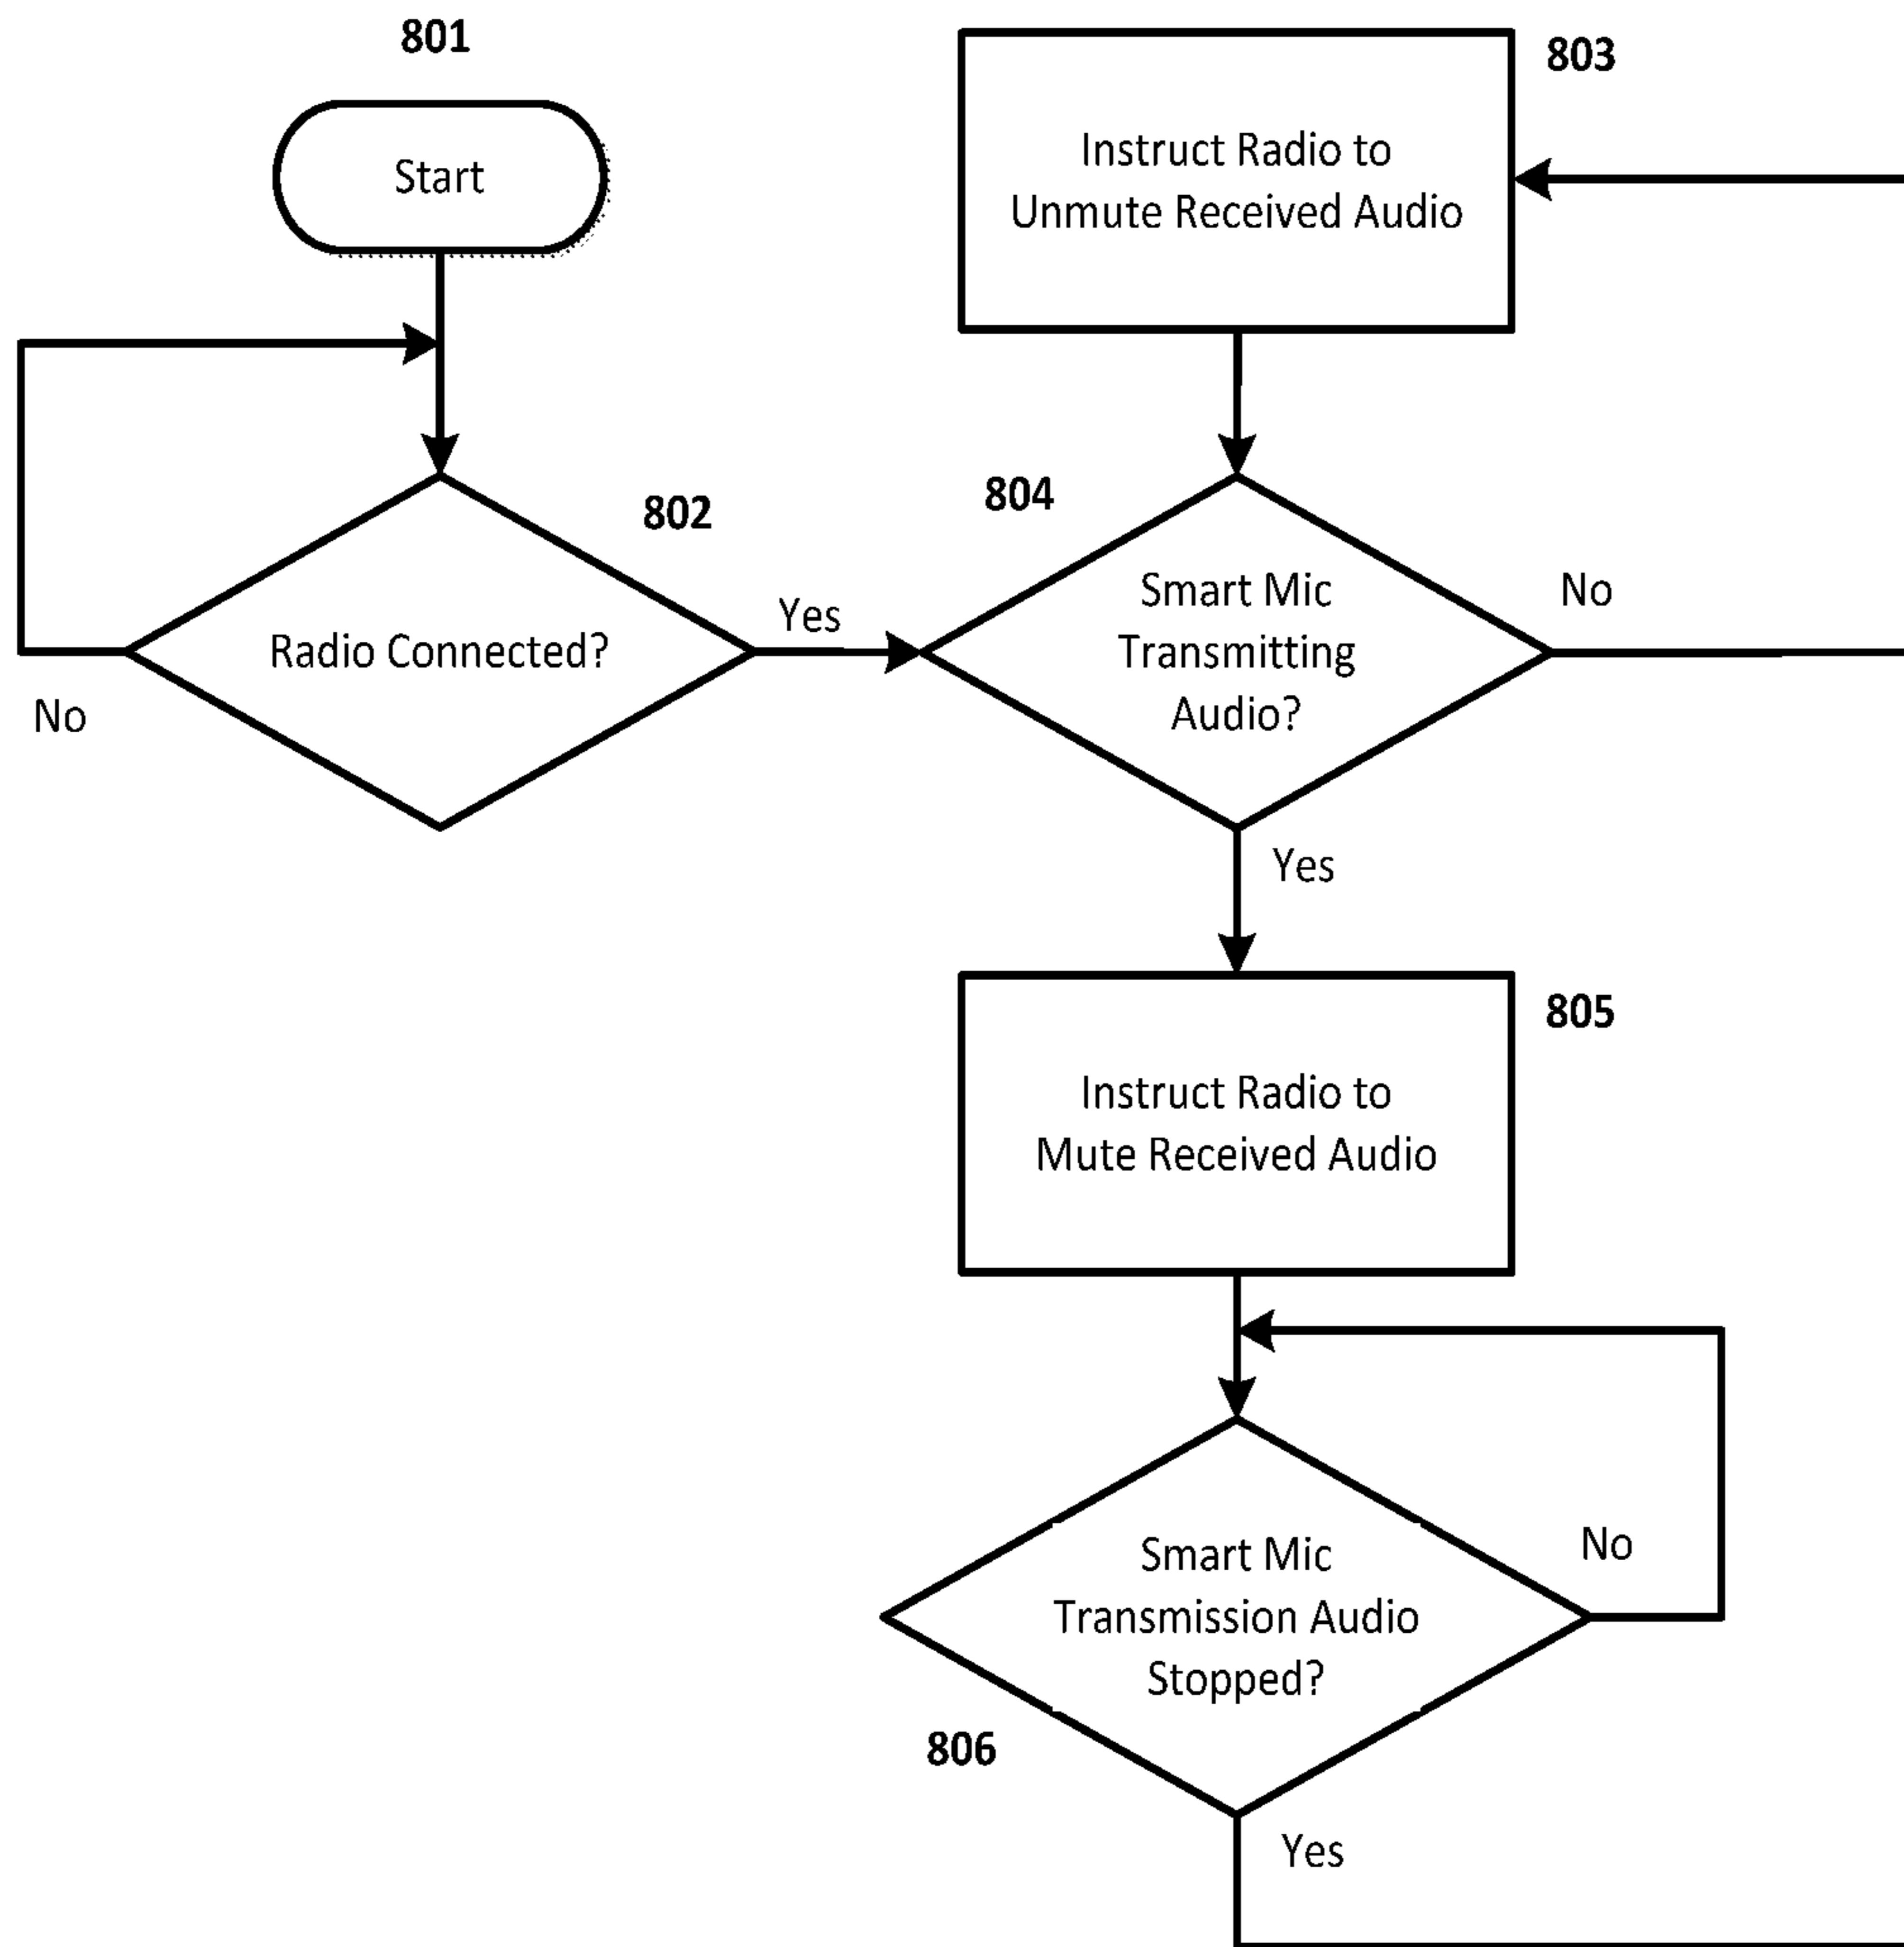 801
Start
802
Radio Connected?
No
Yes
803
Instruct Radio to
Unmute Received Audio
804
Smart Mic
Transmitting
Audio?
No
Yes
805
Instruct Radio to
Mute Received Audio
Smart Mic
Transmission Audio
Stopped?
No
806
Yes